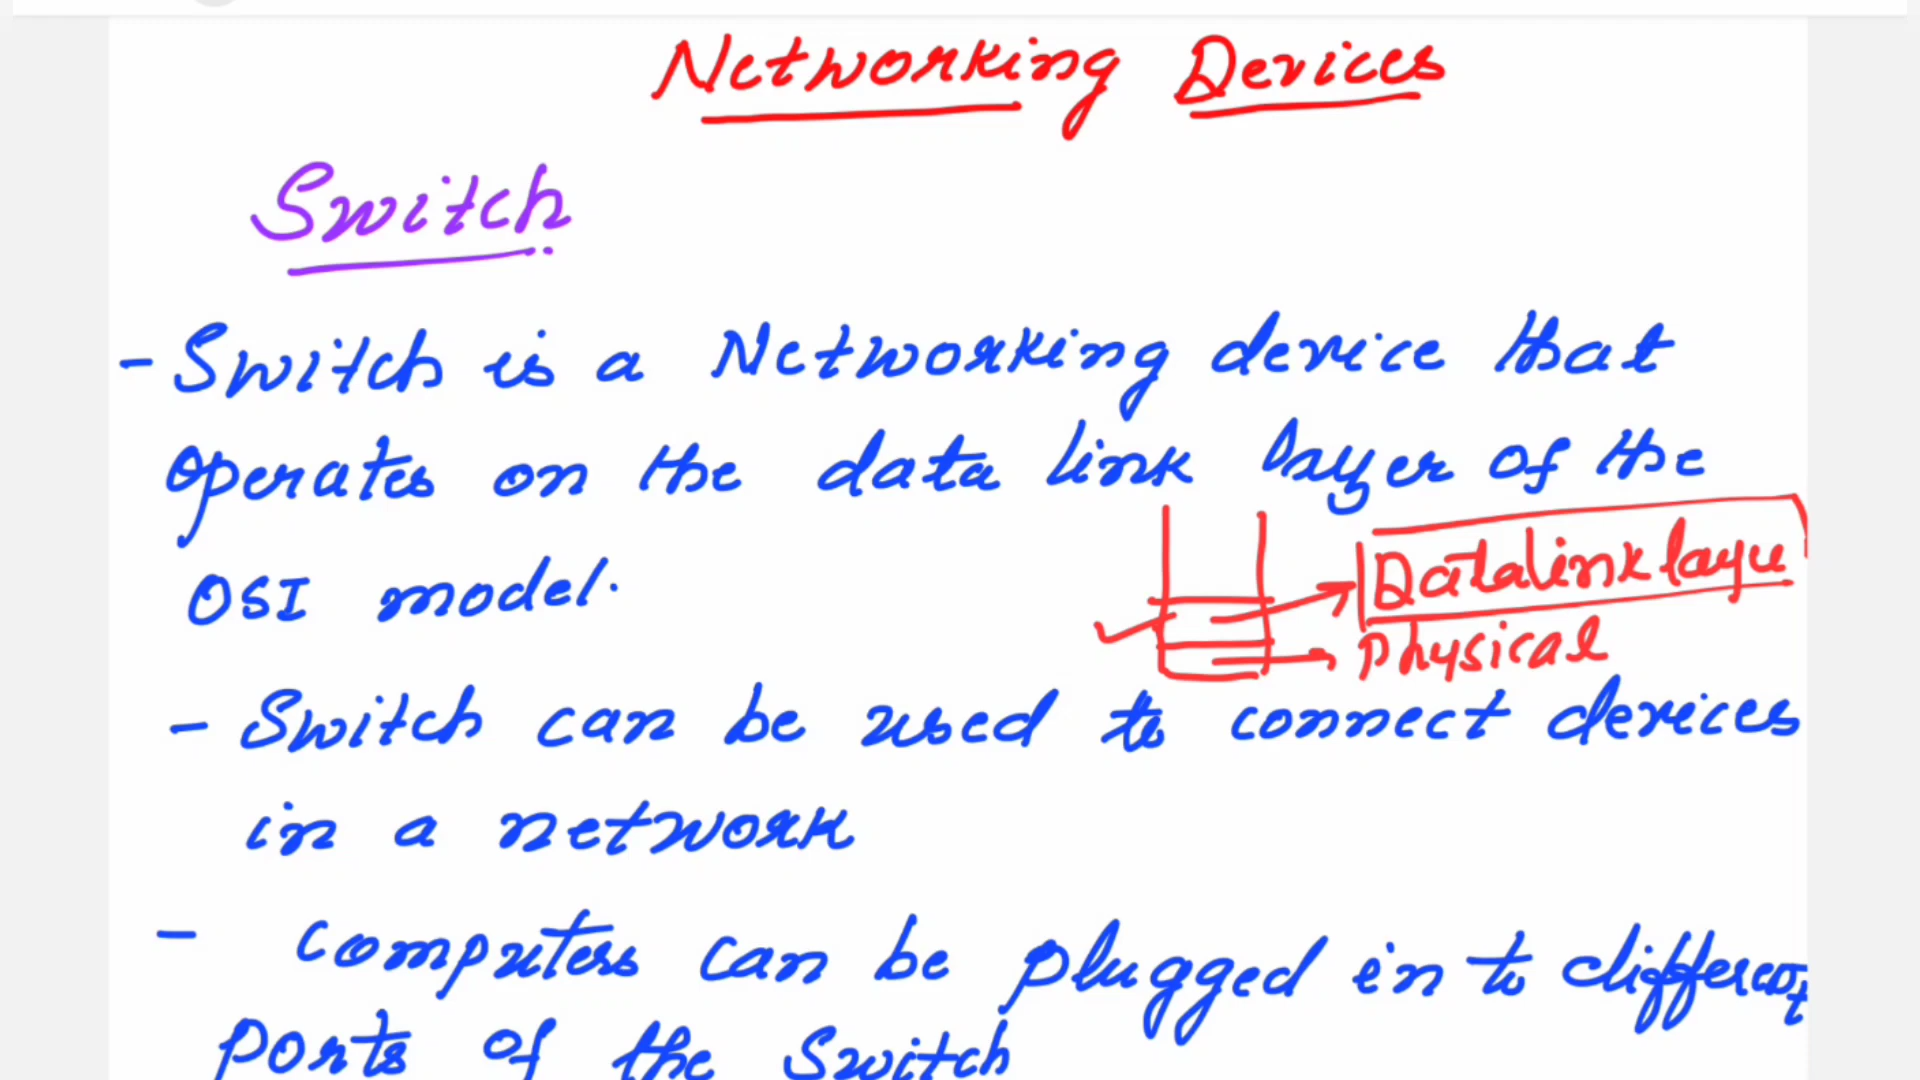 Networking Devices
Switch
- Switch is a Networking device that
operates on the data link layer of the
OSI model.
Datalink layer
Physical
- Switch can be used to connect devices
in a network
- Computers can be plugged in to different
Ports of the Switch